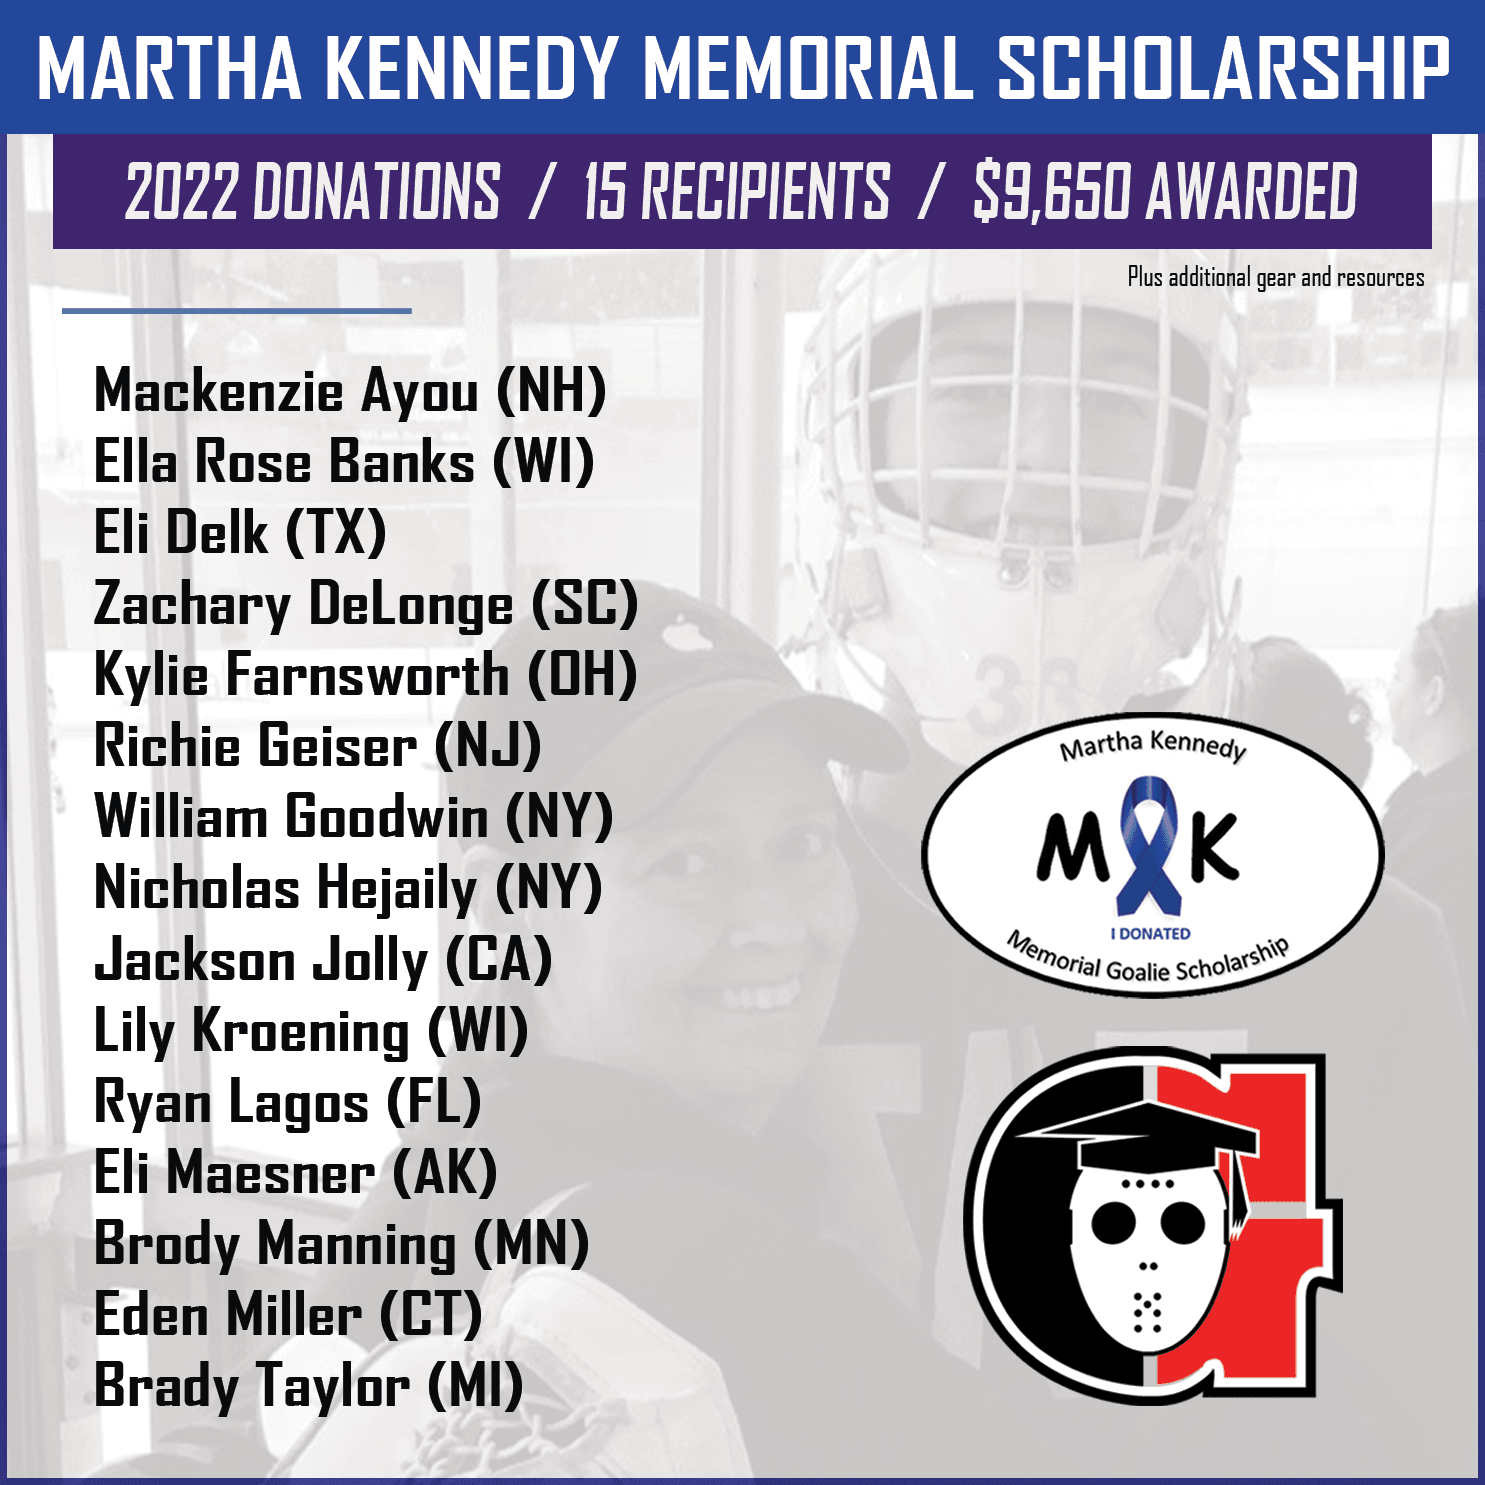 MARTHA KENNEDY MEMORIAL SCHOLARSHIP
2022 DONATIONS / 15 RECIPIENTS / $9,650 AWARDED
Plus additional gear and resources
Mackenzie Ayou (NH)
Ella Rose Banks (WI)
Eli Delk (TX)
Zachary DeLonge (SC)
Kylie Farnsworth (OH)
Richie Geiser (NJ)
William Goodwin (NY)
Nicholas Hejaily (NY)
Jackson Jolly (CA)
Lily Kroening (WI)
Ryan Lagos (FL)
Eli Maesner (AK)
Brody Manning (MN)
Eden Miller (CT)
Brady Taylor (MI)
33
Martha Kennedy
M K
I DONATED
Memorial Goalie Scholarship
G